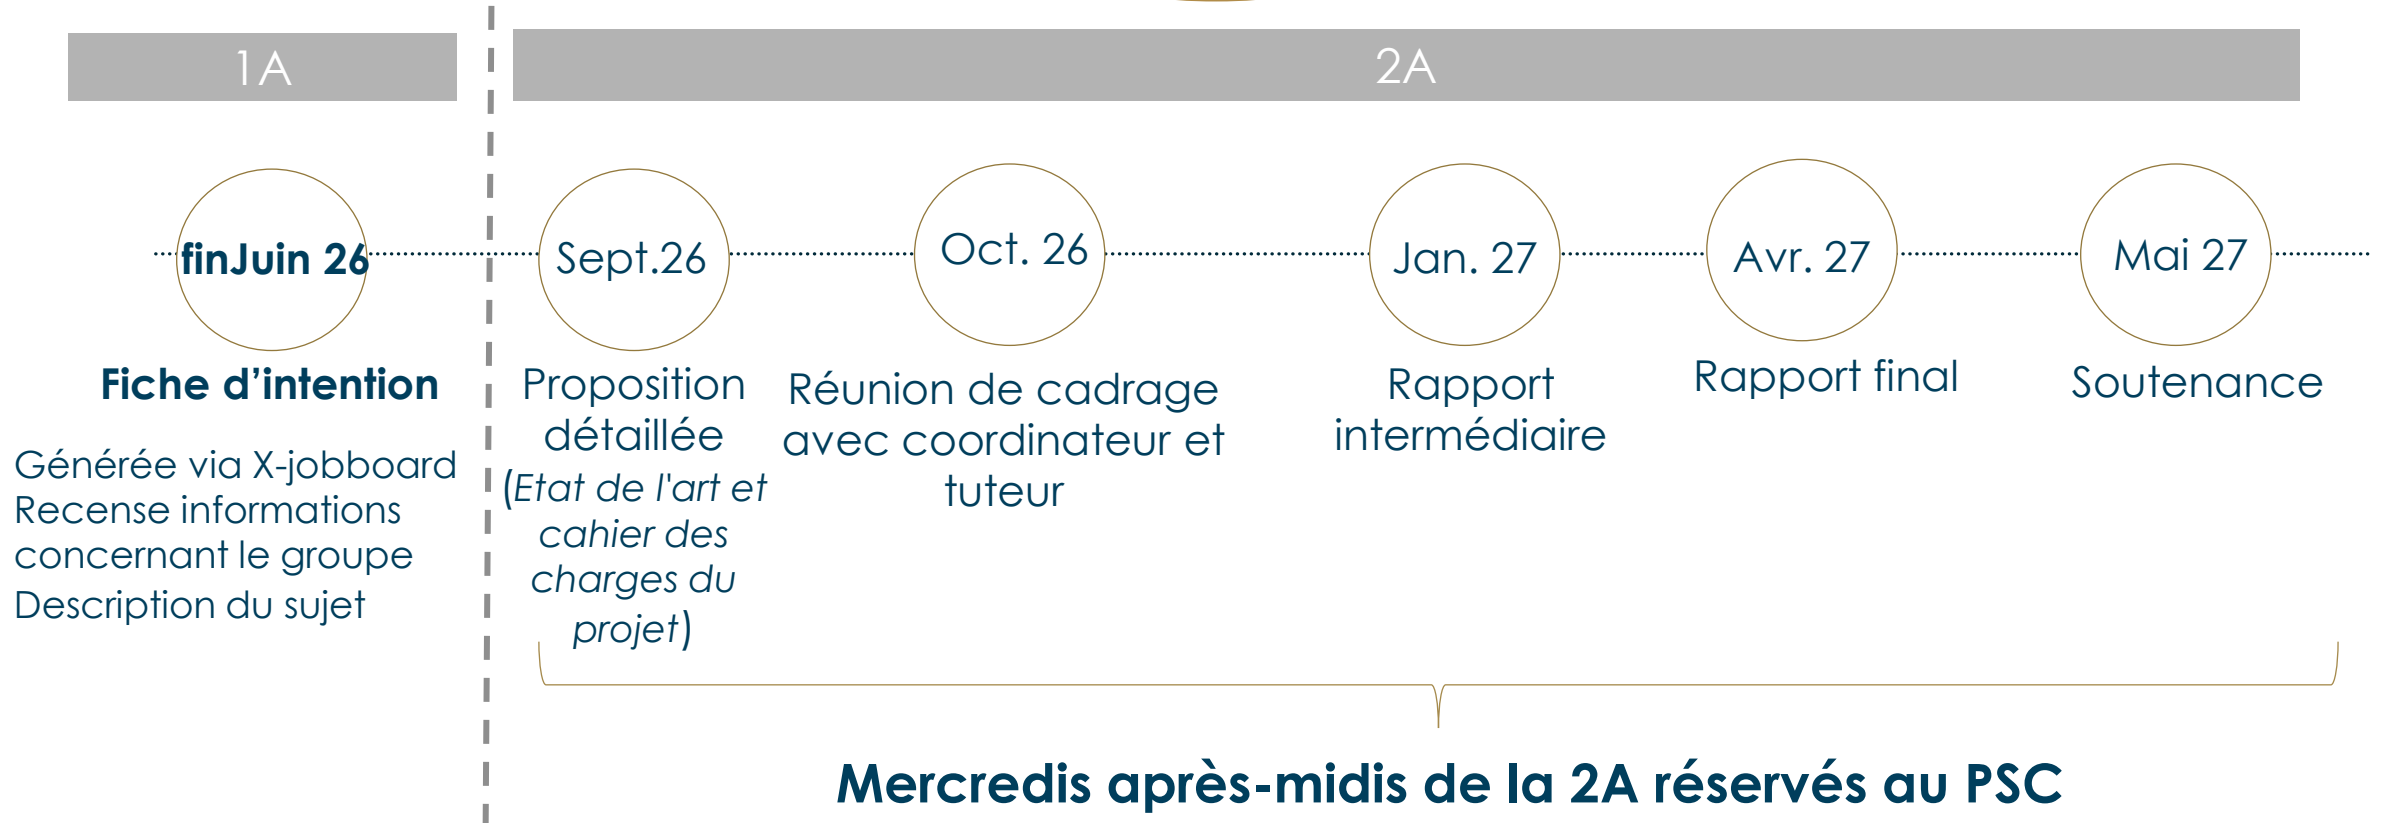 1A
2A
finJuin 26
Sept.26
Oct. 26
Jan. 27
Avr. 27
Mai 27
Fiche d’intention
Générée via X-jobboard
Recense informations
concernant le groupe
Description du sujet
Proposition
détaillée
(Etat de l'art et
cahier des
charges du
projet)
Réunion de cadrage
avec coordinateur et
tuteur
Rapport
intermédiaire
Rapport final
Soutenance
Mercredis après-midis de la 2A réservés au PSC